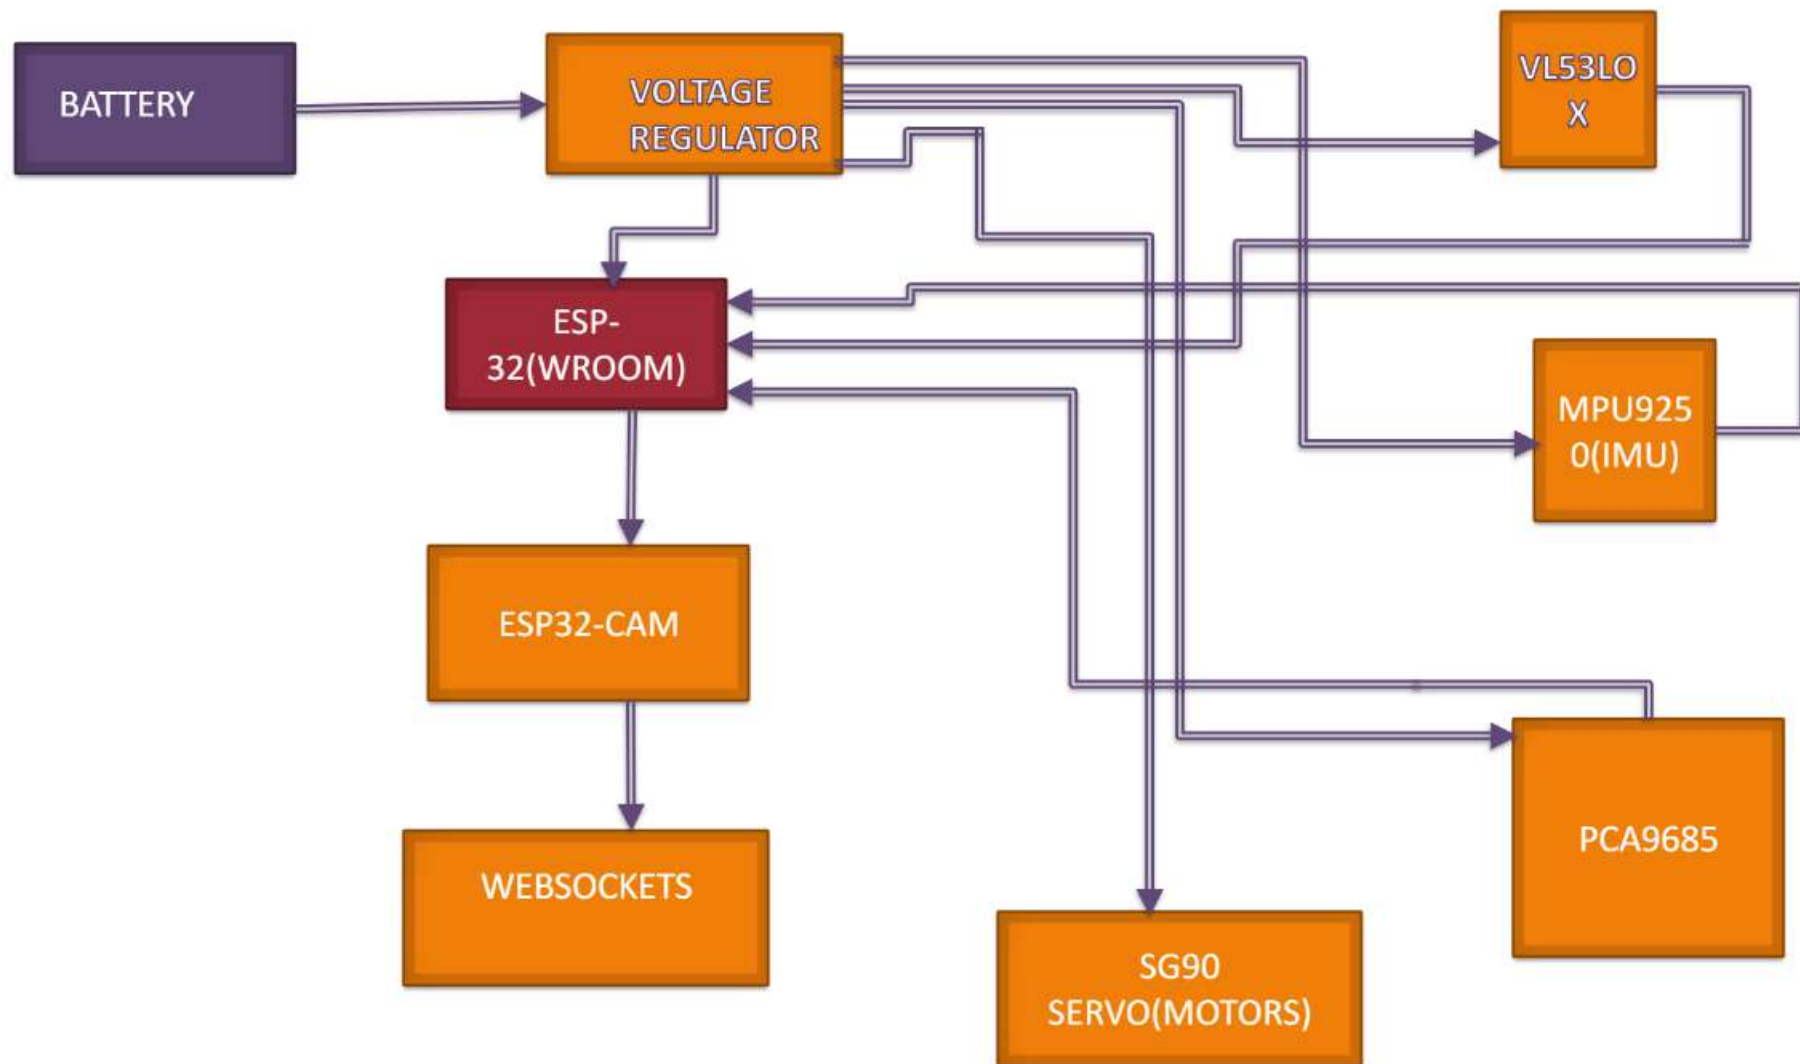 BATTERY
VOLTAGE
REGULATOR
VL53LO
X
ESP-
32(WROOM)
MPU925
0(IMU)
ESP32-CAM
WEBSOCKETS
PCA9685
SG90
SERVO(MOTORS)